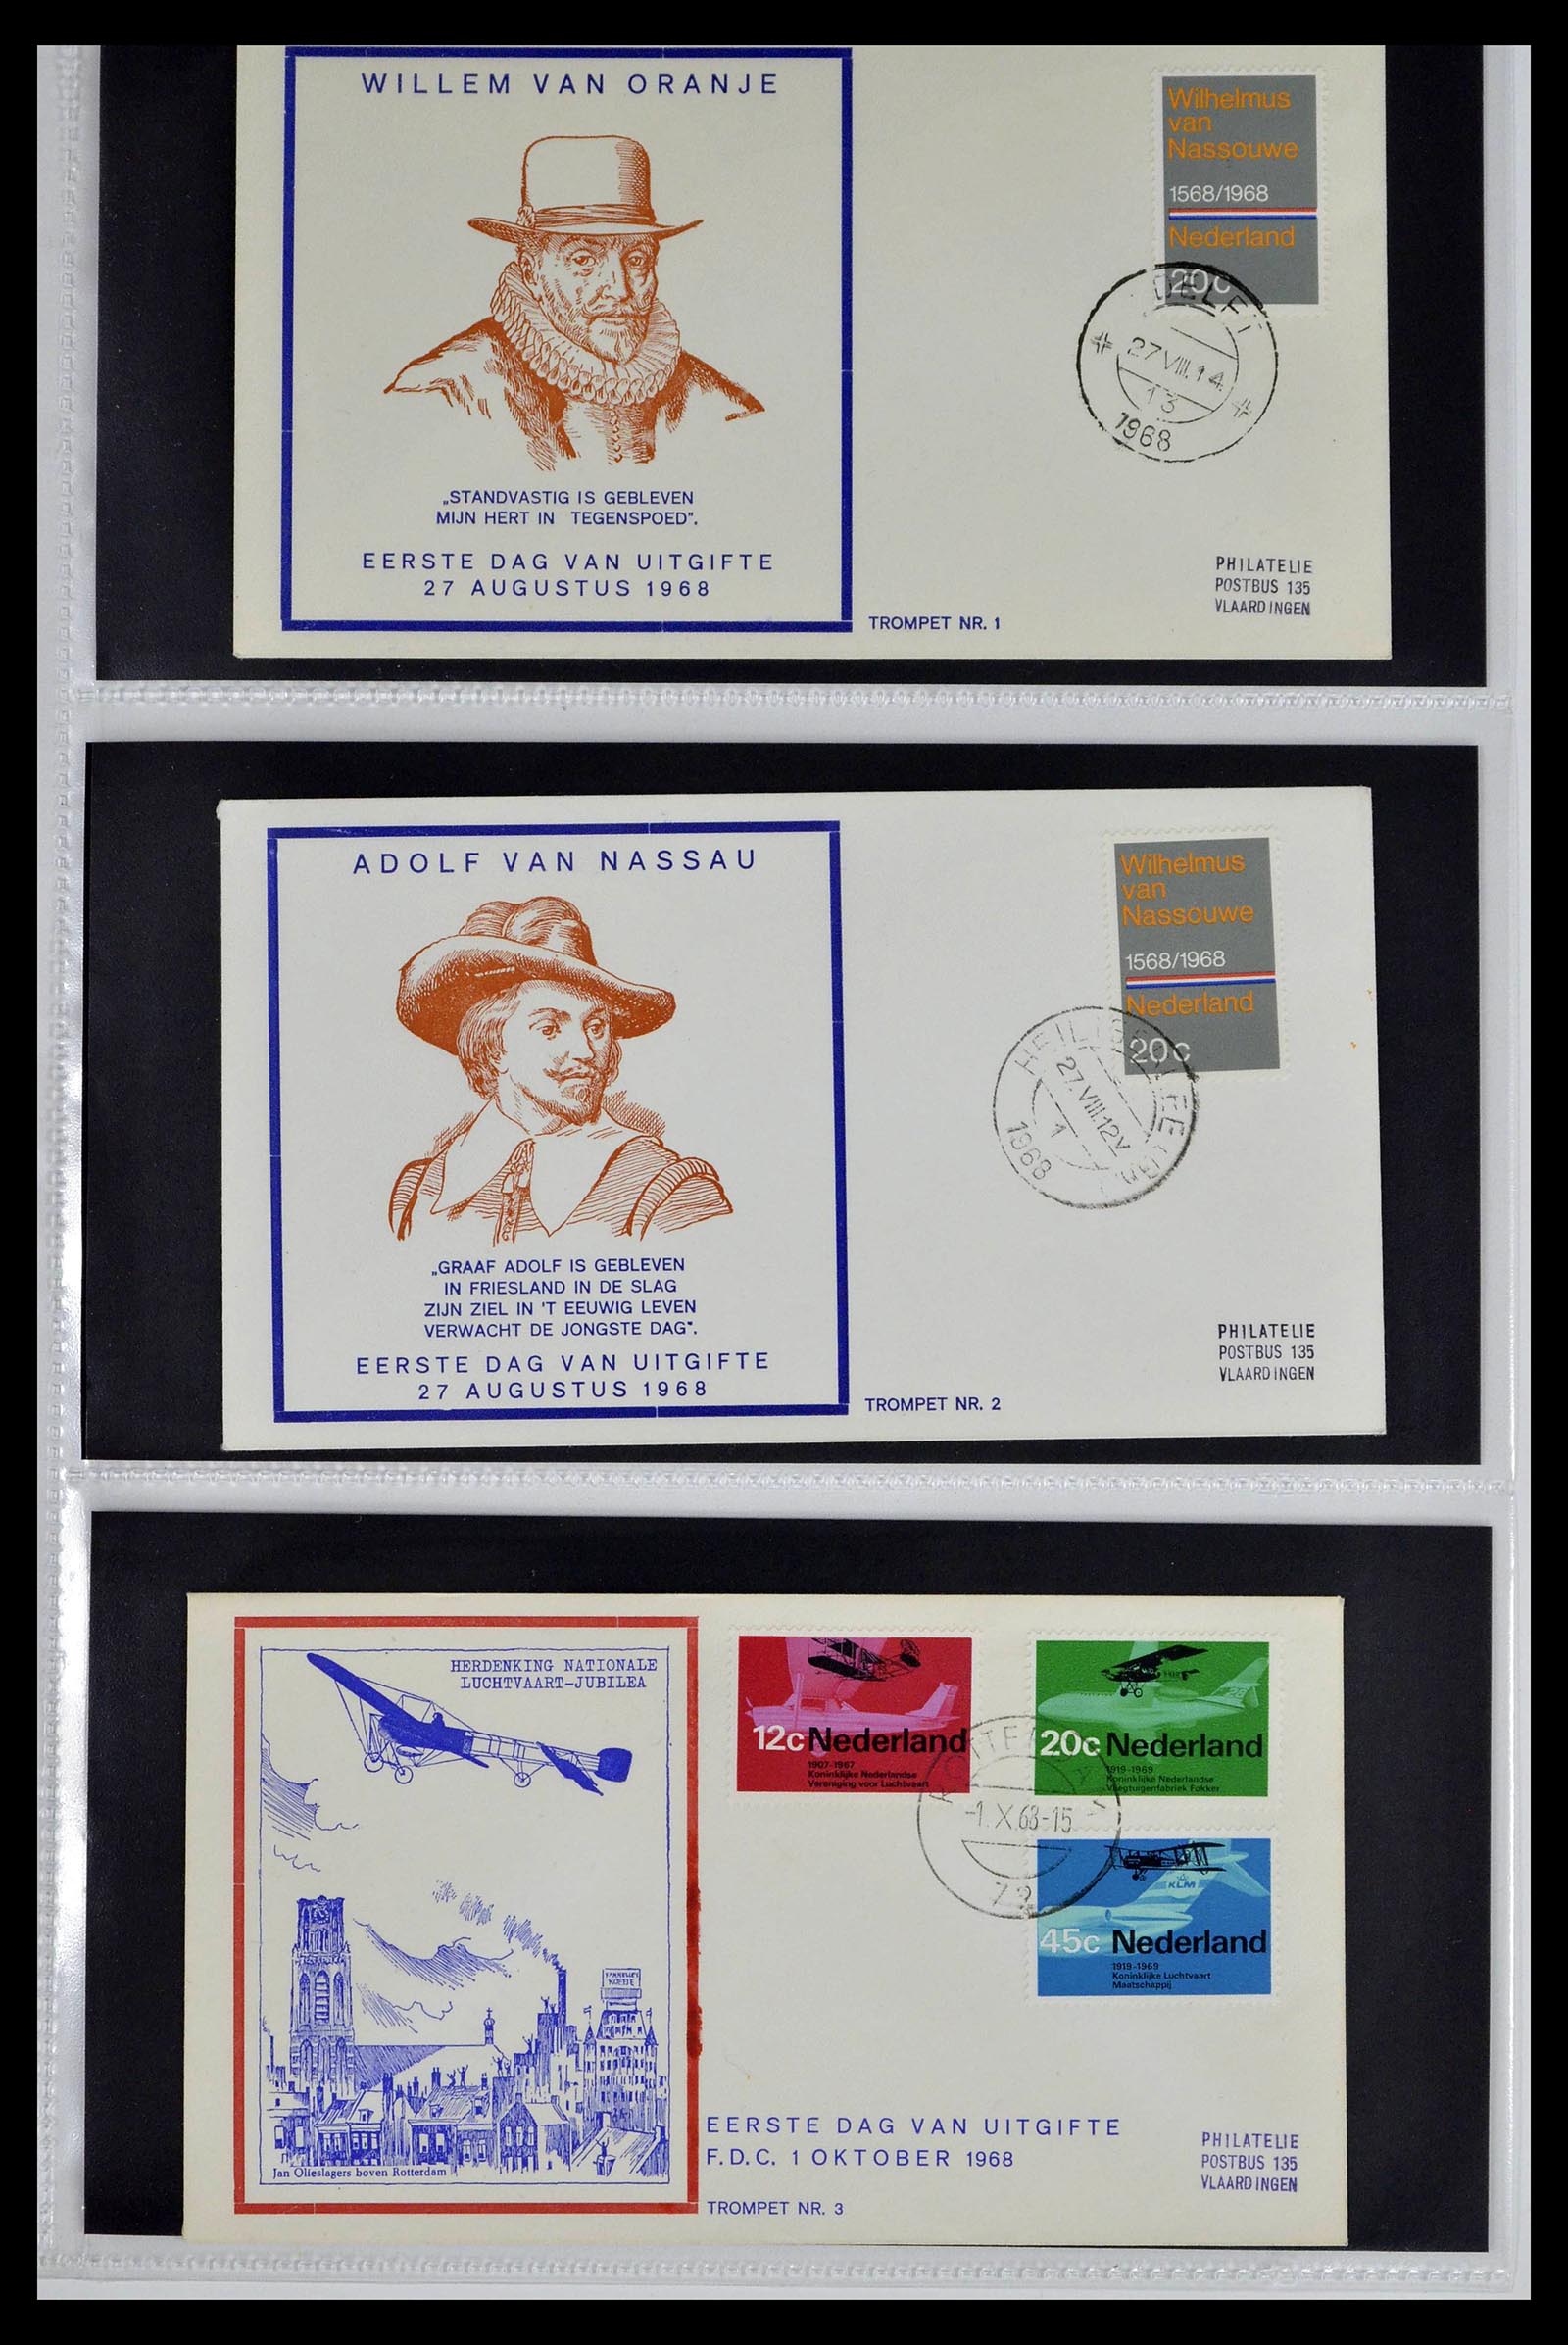 WILLEM VAN ORANJE
„STANDVASTIG IS GEBLEVEN
MIJN HERT IN TEGENSPOED”.
EERSTE DAG VAN UITGIFTE
27 AUGUSTUS 1968
TROMPET NR. 1
Wilhelmus
van
Nassouwe
1568/1968
Nederland
20c
DELFT
27 VIII.14
13
1968
PHILATELIE
POSTBUS 135
VLAARDINGEN
ADOLF VAN NASSAU
„GRAAF ADOLF IS GEBLEVEN
IN FRIESLAND IN DE SLAG
ZIJN ZIEL IN 'T EEUWIG LEVEN
VERWACHT DE JONGSTE DAG”.
EERSTE DAG VAN UITGIFTE
27 AUGUSTUS 1968
TROMPET NR. 2
Wilhelmus
van
Nassouwe
1568/1968
Nederland
20c
27.VIII.12V
1
1968
PHILATELIE
POSTBUS 135
VLAARDINGEN
HERDENKING NATIONALE
LUCHTVAART-JUBILEA
Jan Olieslagers boven Rotterdam
12c Nederland
1907-1967
Koninklijke Nederlandse
Vereniging voor Luchtvaart
20c Nederland
1919-1969
Koninklijke Nederlandse
Vliegtuigenfabriek Fokker
-1.X.68-15
KLM
45c Nederland
1919-1969
Koninklijke Luchtvaart
Maatschappij
EERSTE DAG VAN UITGIFTE
F.D.C. 1 OKTOBER 1968
TROMPET NR. 3
PHILATELIE
POSTBUS 135
VLAARDINGEN